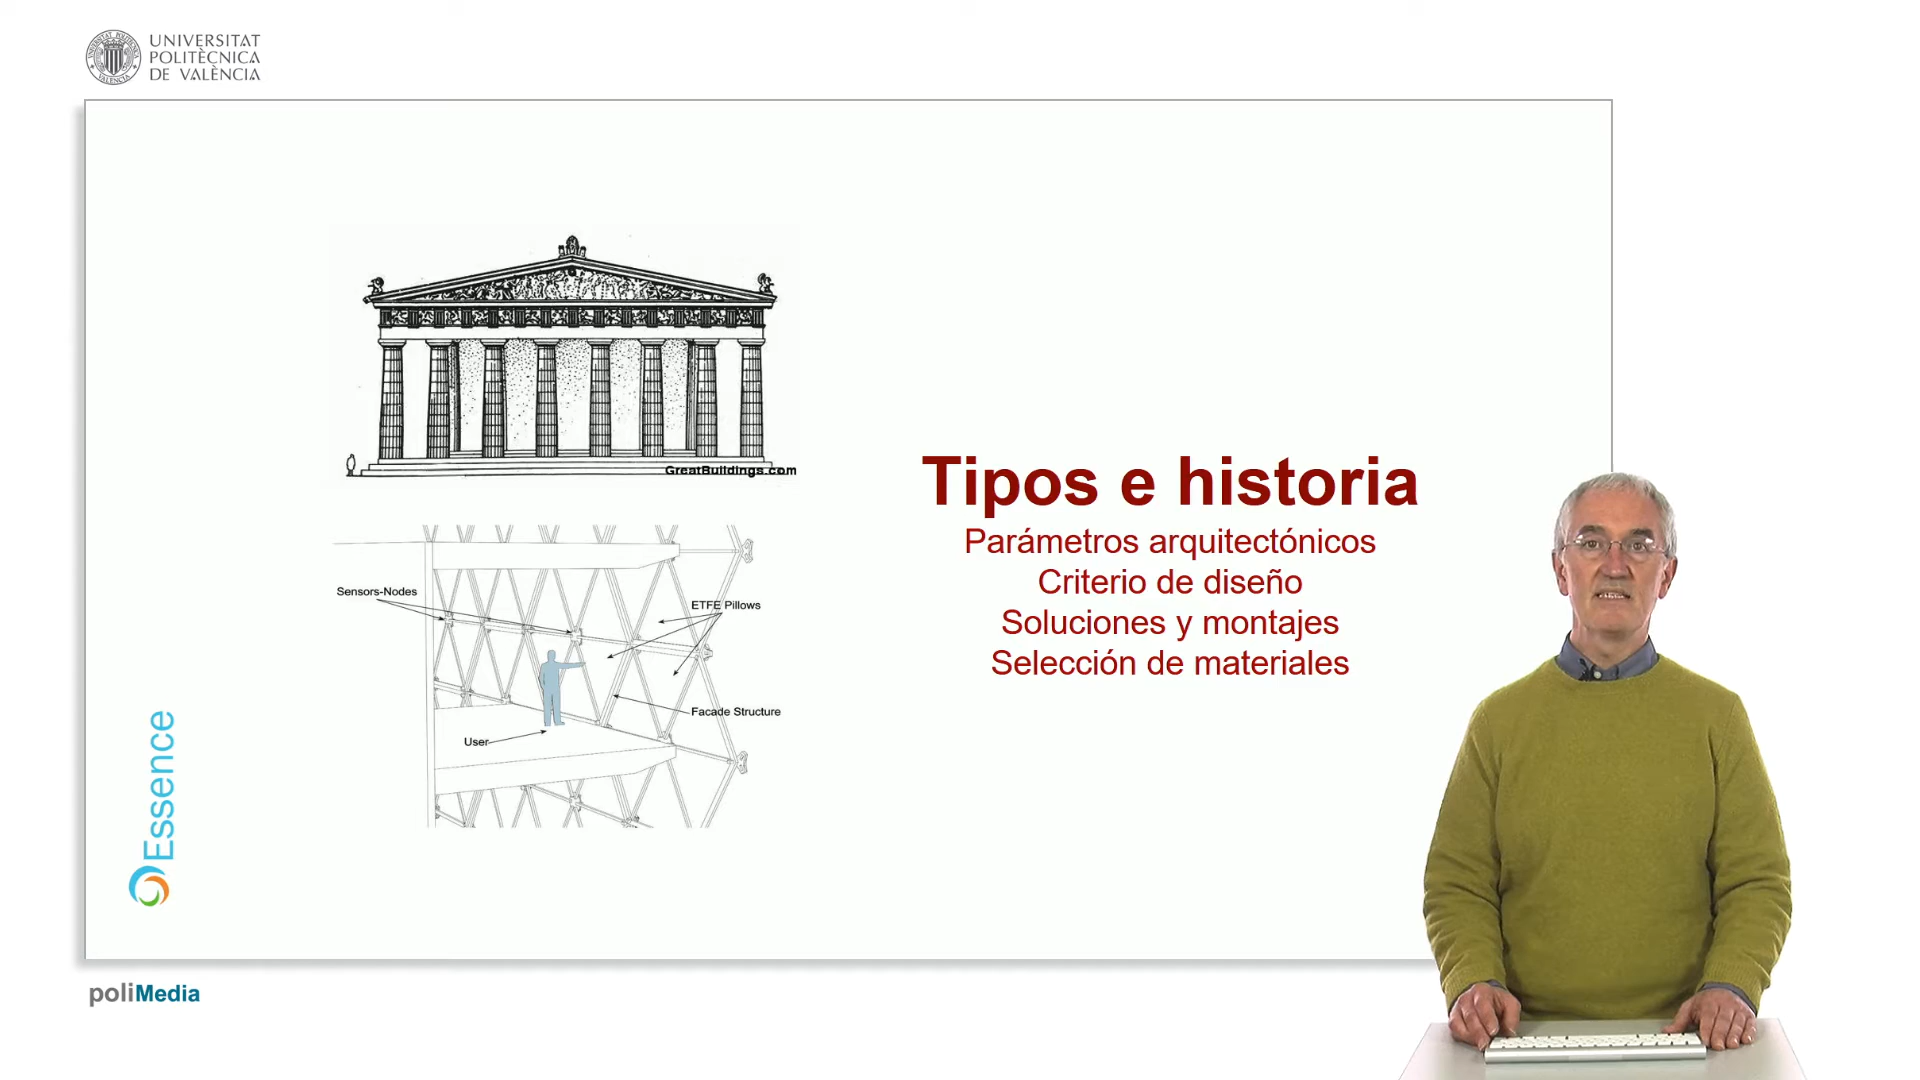 UNIVERSITAT
POLITÈCNICA
DE VALÈNCIA
GreatBuildings.com
Tipos e historia
Parámetros arquitectónicos
Criterio de diseño
Soluciones y montajes
Selección de materiales
Sensors-Nodes
ETFE Pillows
Facade Structure
User
Essence
poliMedia